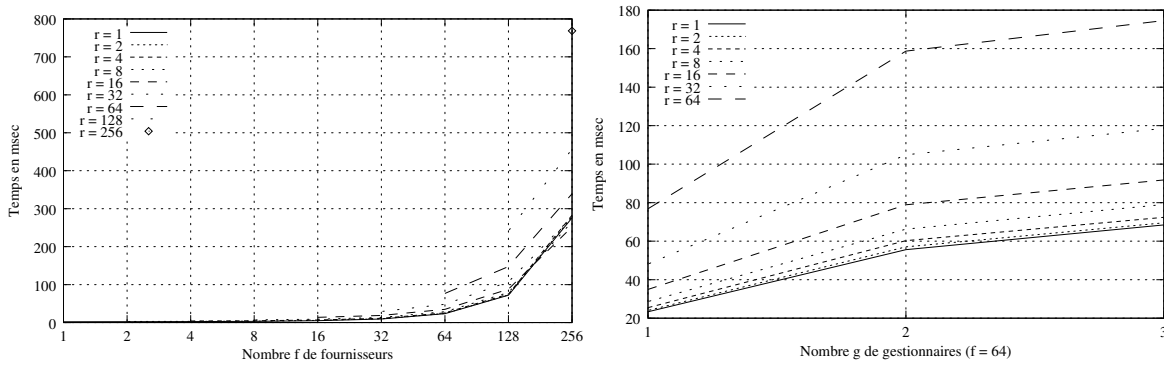 800
700
600
500
400
300
200
100
0
Temps en msec
r = 1
r = 2
r = 4
r = 8
r = 16
r = 32
r = 64
r = 128
r = 256
1 2 4 8 16 32 64 128 256
Nombre f de fournisseurs
180
160
140
120
100
80
60
40
20
Temps en msec
r = 1
r = 2
r = 4
r = 8
r = 16
r = 32
r = 64
1 2 3
Nombre g de gestionnaires (f = 64)